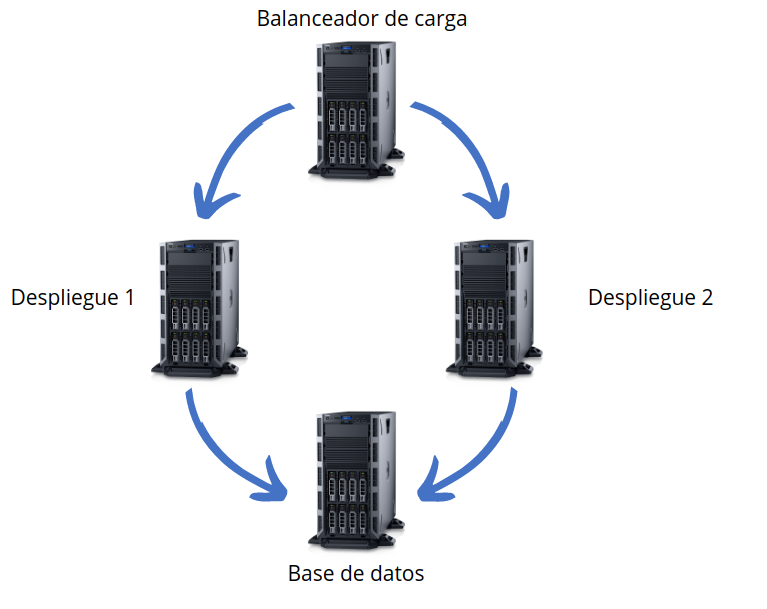 Balanceador de carga
Despliegue 1
Despliegue 2
Base de datos